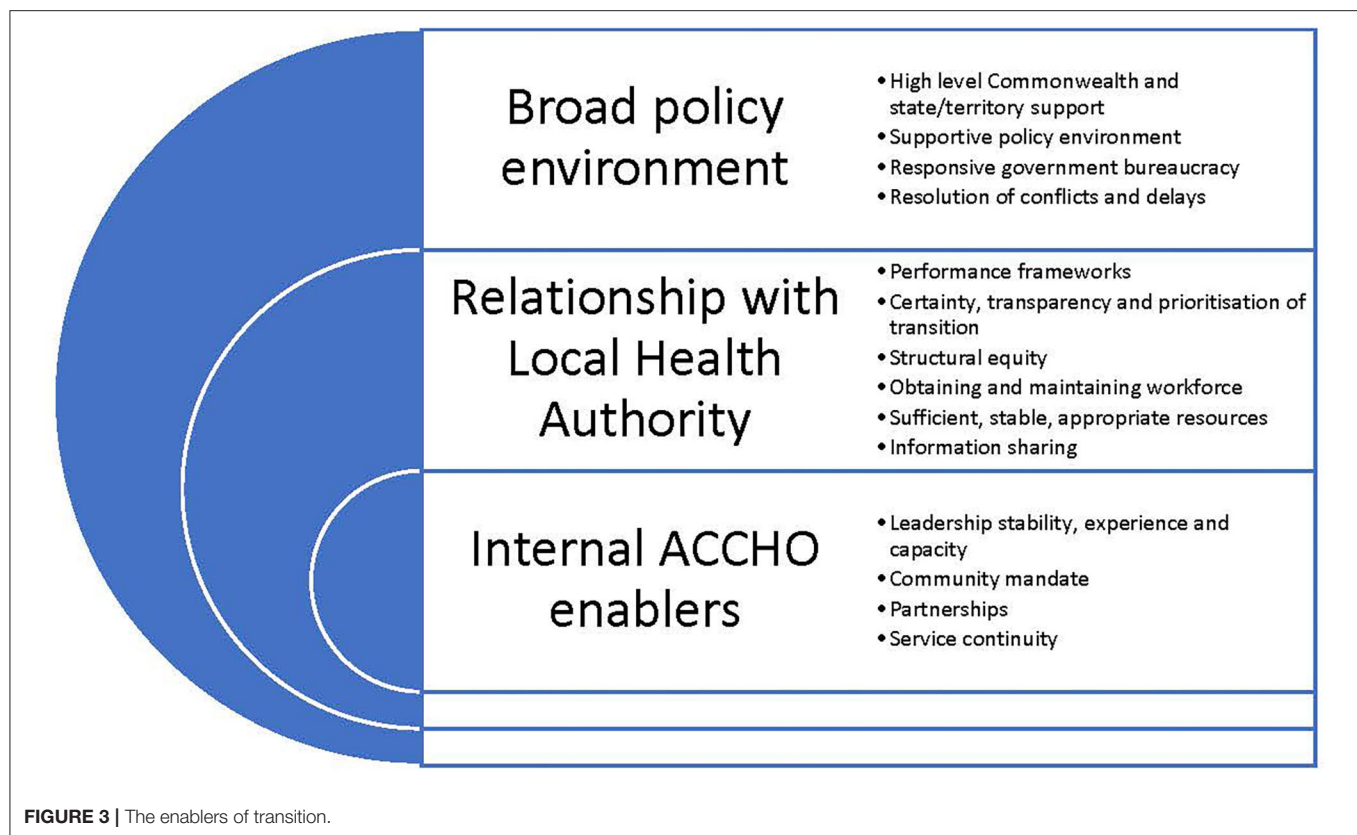 Broad policy
environment
• High level Commonwealth and
state/territory support
• Supportive policy environment
• Responsive government bureaucracy
• Resolution of conflicts and delays
Relationship with
Local Health
Authority
• Performance frameworks
• Certainty, transparency and prioritisation of
transition
• Structural equity
• Obtaining and maintaining workforce
• Sufficient, stable, appropriate resources
• Information sharing
Internal ACCHO
enablers
• Leadership stability, experience and
capacity
• Community mandate
• Partnerships
• Service continuity
FIGURE 3 | The enablers of transition.